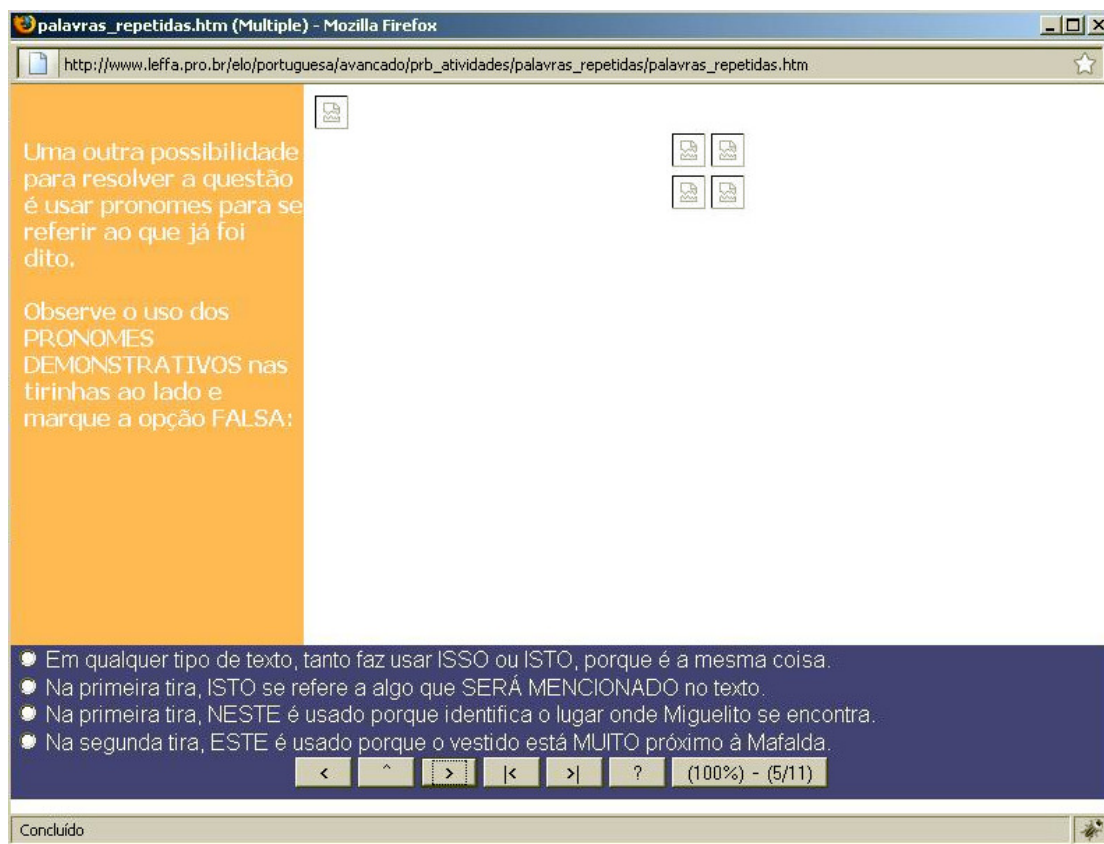 palavras_repetidas.htm (Multiple) - Mozilla Firefox
http://www.leffa.pro.br/elo/portuguesa/avancado/prb_atividades/palavras_repetidas/palavras_repetidas.htm
Uma outra possibilidade
para resolver a questão
é usar pronomes para se
referir ao que já foi
dito.
Observe o uso dos
PRONOMES
DEMONSTRATIVOS nas
tirinhas ao lado e
marque a opção FALSA:
Em qualquer tipo de texto, tanto faz usar ISSO ou ISTO, porque é a mesma coisa.
Na primeira tira, ISTO se refere a algo que SERÁ MENCIONADO no texto.
Na primeira tira, NESTE é usado porque identifica o lugar onde Miguelito se encontra.
Na segunda tira, ESTE é usado porque o vestido está MUITO próximo à Mafalda.
< ^ > |< >| ? (100%) - (5/11)
Concluído